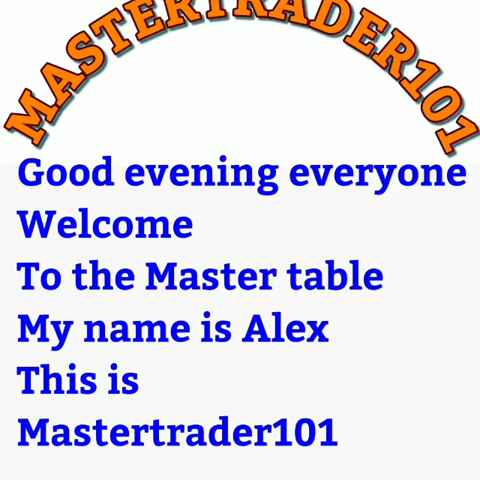 MASTERTRADER101
Good evening everyone
Welcome
To the Master table
My name is Alex
This is
Mastertrader101